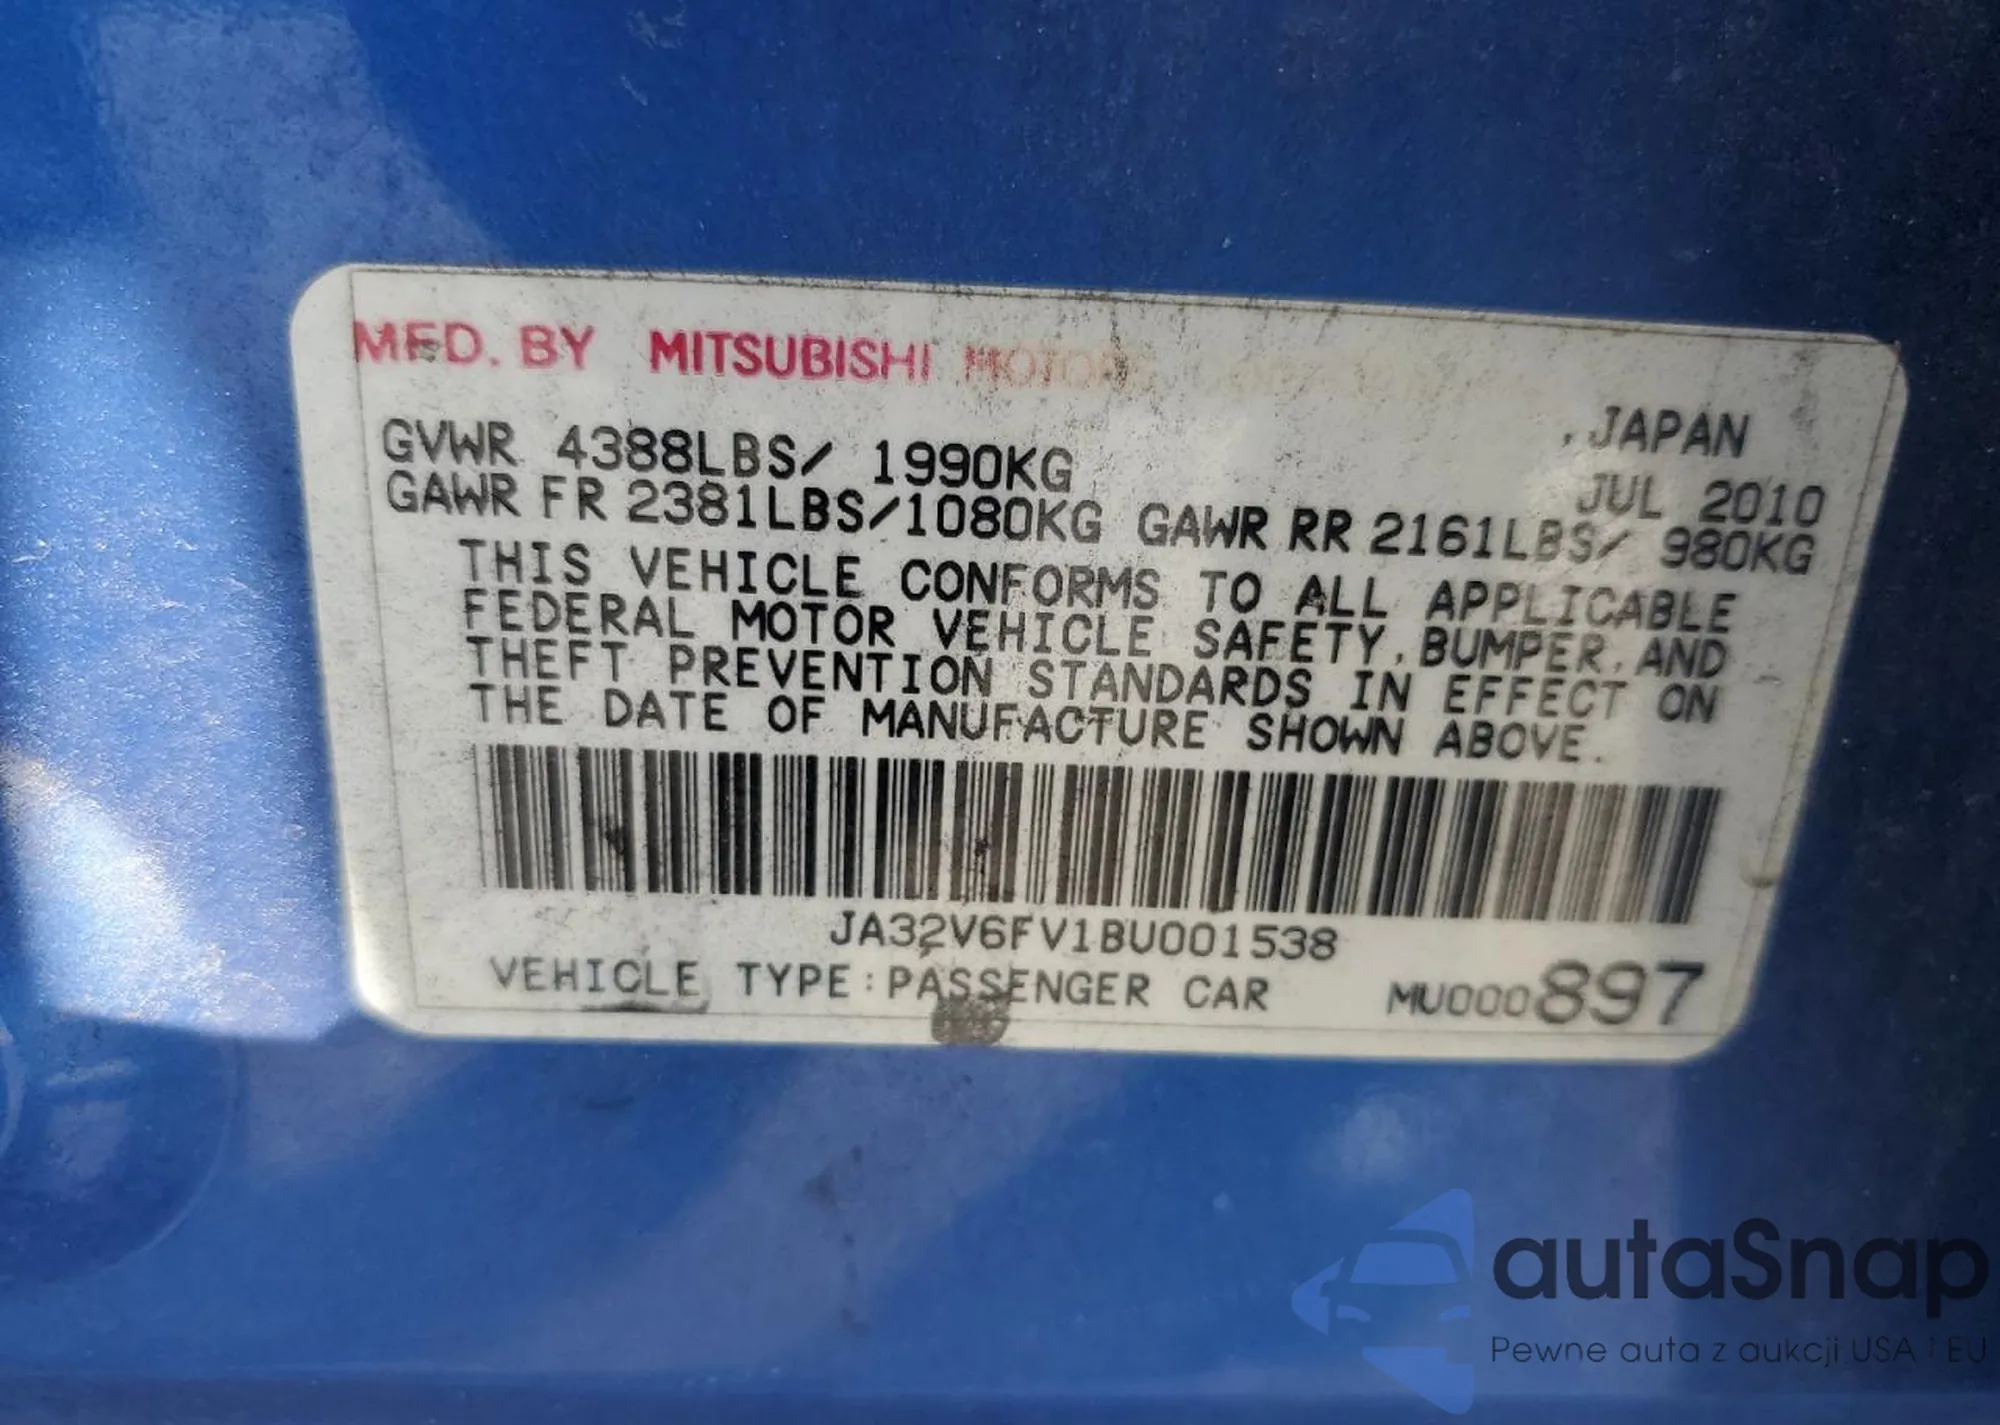 MFD. BY MITSUBISHI MOTORS
, JAPAN
GVWR 4388LBS/ 1990KG JUL 2010
GAWR FR 2381LBS/1080KG GAWR RR 2161LBS/ 980KG
THIS VEHICLE CONFORMS TO ALL APPLICABLE
FEDERAL MOTOR VEHICLE SAFETY, BUMPER, AND
THEFT PREVENTION STANDARDS IN EFFECT ON
THE DATE OF MANUFACTURE SHOWN ABOVE.
JA32V6FV1BU001538
VEHICLE TYPE:PASSENGER CAR MU000897
autaSnap
Pewne auta z aukcji USA i EU